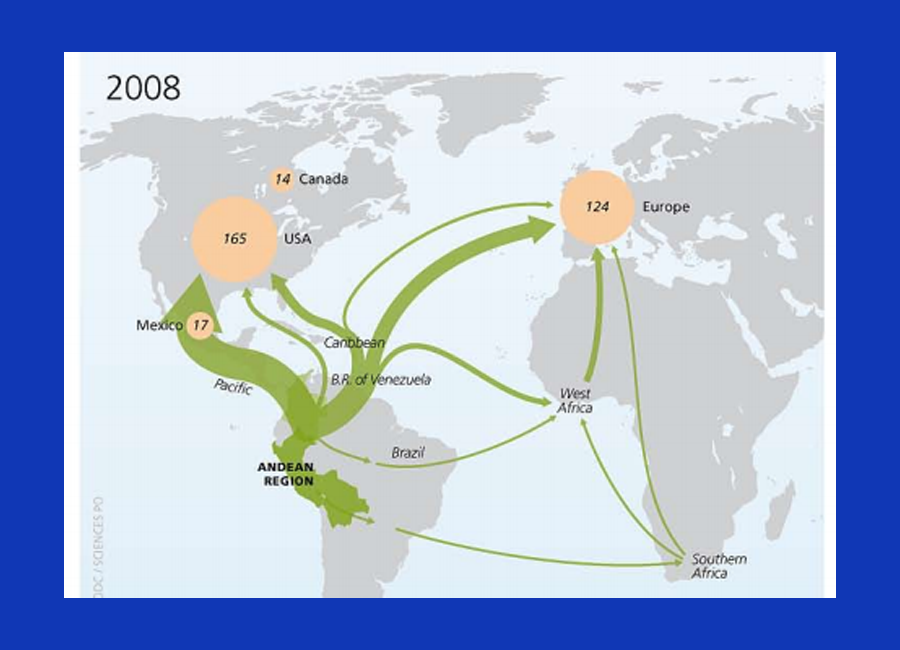 2008
14 Canada
165 USA
124 Europe
Mexico 17
Caribbean
B.R. of Venezuela
Pacific
West
Africa
Brazil
ANDEAN
REGION
Southern
Africa
ODC / SCIENCES PO